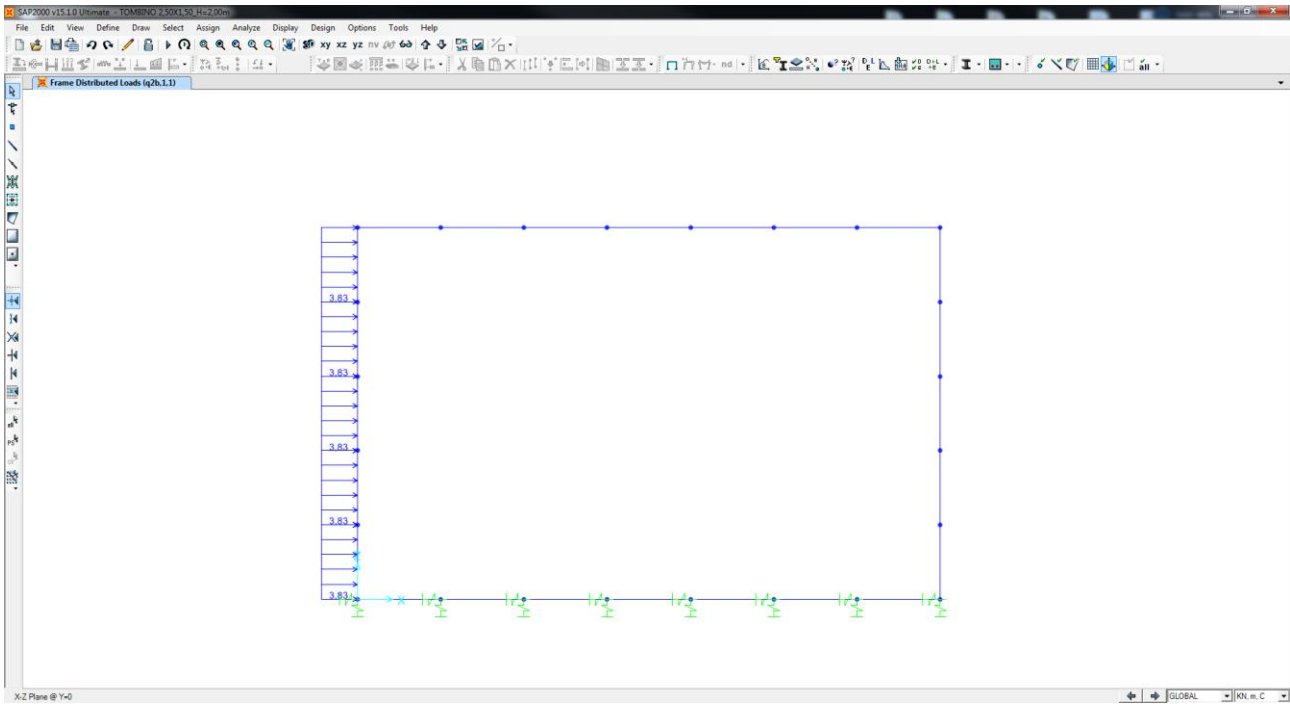 SAP2000 v15.1.0 Ultimate - TOMBINO 2,50X1,50_H=2,00m
File Edit View Define Draw Select Assign Analyze Display Design Options Tools Help
xy xz yz nv
nd
Frame Distributed Loads (q2b,1.1)
all
3.83
3.83
3.83
3.83
3.83
X
X-Z Plane @ Y=0
GLOBAL KN, m, C